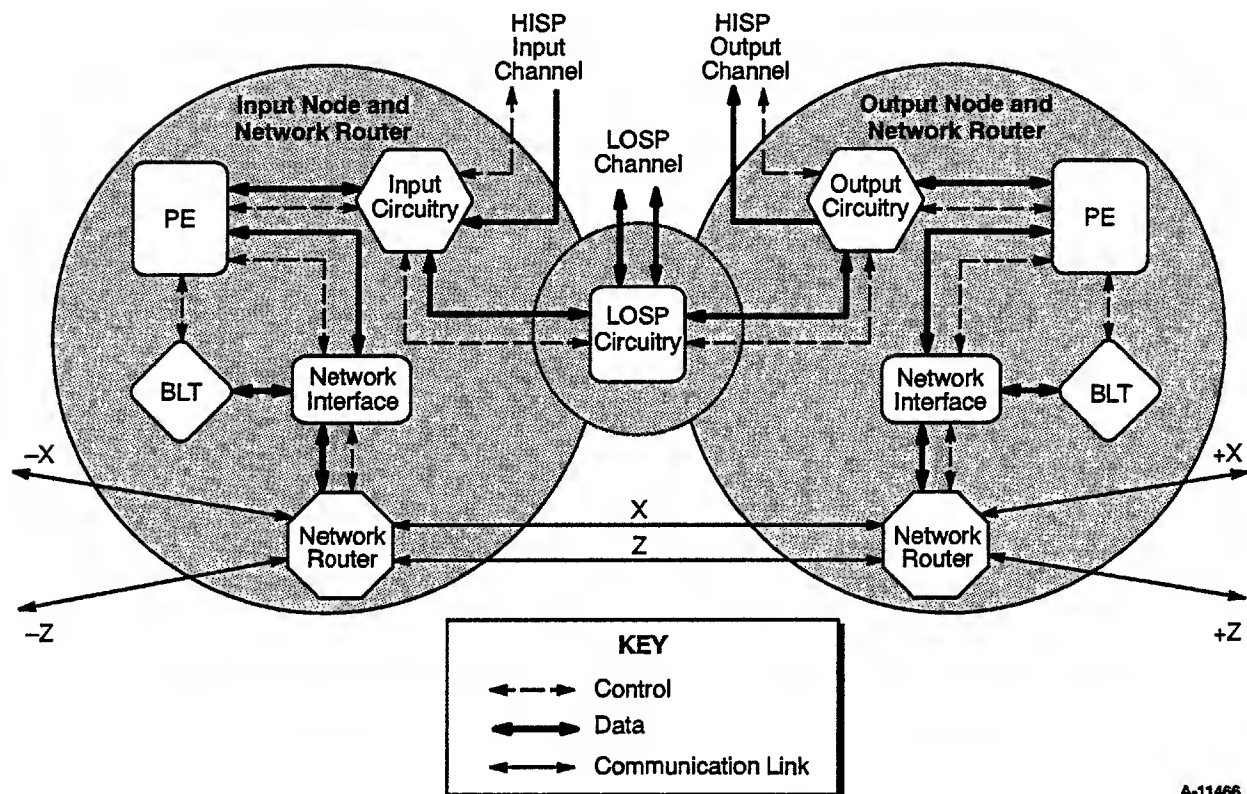 HISP
Input
Channel
HISP
Output
Channel
Input Node and
Network Router
Output Node and
Network Router
LOSP
Channel
PE
Input
Circuitry
Output
Circuitry
PE
LOSP
Circuitry
BLT
Network
Interface
Network
Interface
BLT
–X
+X
X
Network
Router
Network
Router
Z
–Z
+Z
KEY
Control
Data
Communication Link
A-11466